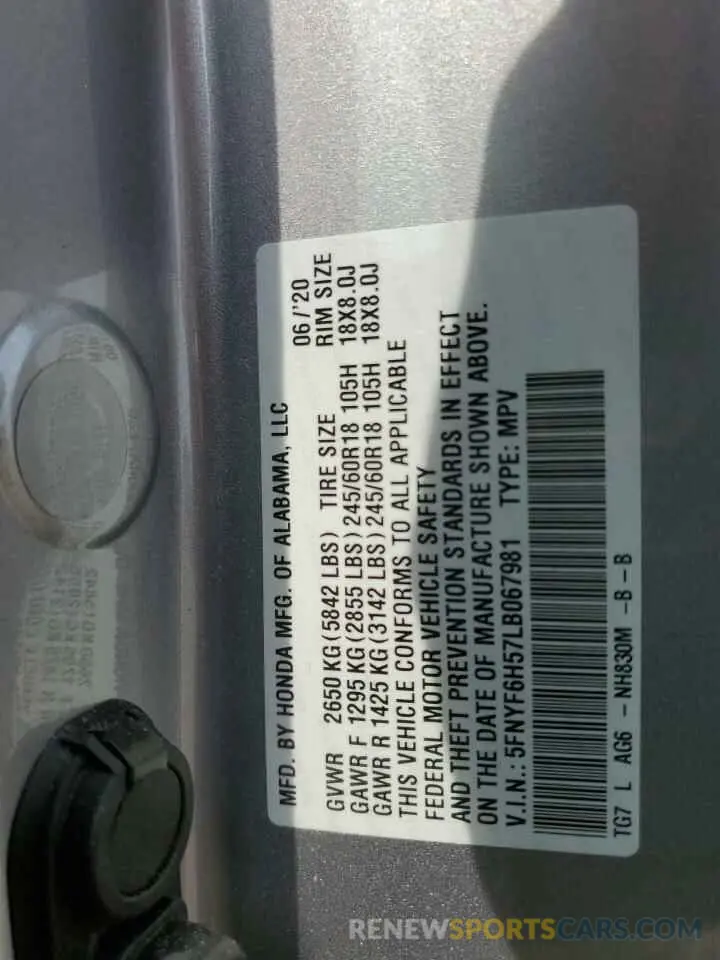 MFD. BY HONDA MFG. OF ALABAMA, LLC 06/'20
GVWR 2650 KG (5842 LBS) TIRE SIZE RIM SIZE
GAWR F 1295 KG (2855 LBS) 245/60R18 105H 18X8.0J
GAWR R 1425 KG (3142 LBS) 245/60R18 105H 18X8.0J
THIS VEHICLE CONFORMS TO ALL APPLICABLE
FEDERAL MOTOR VEHICLE SAFETY
AND THEFT PREVENTION STANDARDS IN EFFECT
ON THE DATE OF MANUFACTURE SHOWN ABOVE.
V.I.N.: 5FNYF6H57LB067981 TYPE: MPV
TG7 L AG6 - NH830M -B-B
RENEWSPORTSCARS.COM